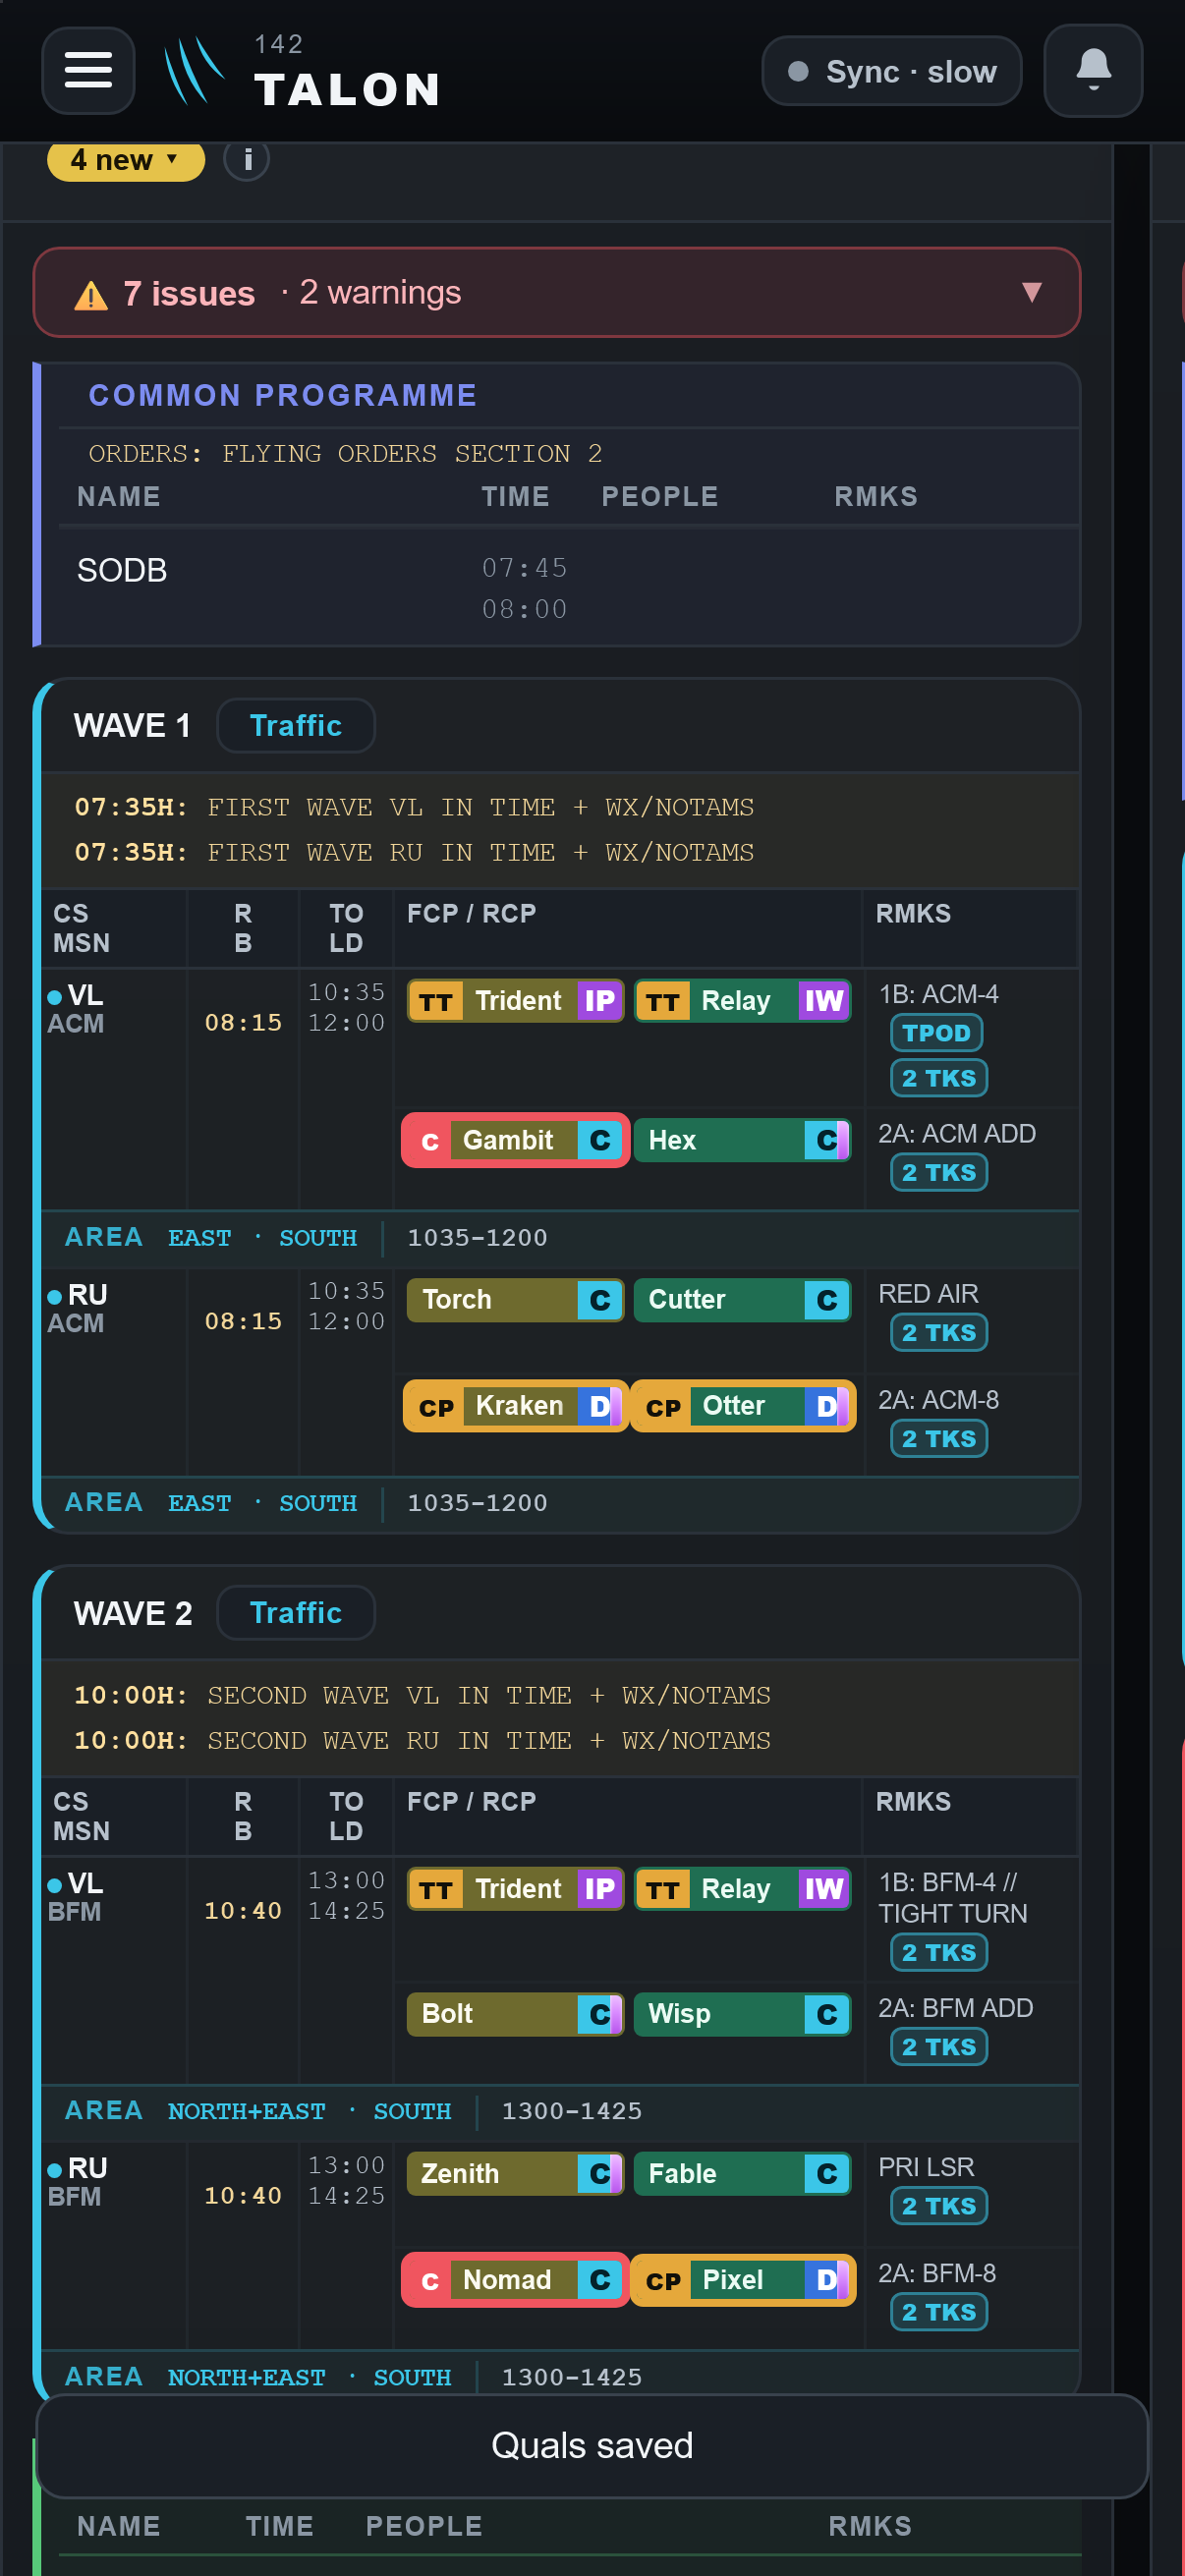 142
TALON
Sync · slow
4 new ▾
i
7 issues · 2 warnings ▼
COMMON PROGRAMME
ORDERS: FLYING ORDERS SECTION 2
NAME TIME PEOPLE RMKS
SODB 07:45
08:00
WAVE 1 Traffic
07:35H: FIRST WAVE VL IN TIME + WX/NOTAMS
07:35H: FIRST WAVE RU IN TIME + WX/NOTAMS
CS R TO FCP / RCP RMKS
MSN B LD
VL 10:35 TT Trident IP TT Relay IW 1B: ACM-4
ACM 08:15 12:00 TPOD
2 TKS
C Gambit C Hex C 2A: ACM ADD
2 TKS
AREA EAST · SOUTH 1035-1200
RU 10:35 Torch C Cutter C RED AIR
ACM 08:15 12:00 2 TKS
CP Kraken D CP Otter D 2A: ACM-8
2 TKS
AREA EAST · SOUTH 1035-1200
WAVE 2 Traffic
10:00H: SECOND WAVE VL IN TIME + WX/NOTAMS
10:00H: SECOND WAVE RU IN TIME + WX/NOTAMS
CS R TO FCP / RCP RMKS
MSN B LD
VL 13:00 TT Trident IP TT Relay IW 1B: BFM-4 //
BFM 10:40 14:25 TIGHT TURN
2 TKS
Bolt C Wisp C 2A: BFM ADD
2 TKS
AREA NORTH+EAST · SOUTH 1300-1425
RU 13:00 Zenith C Fable C PRI LSR
BFM 10:40 14:25 2 TKS
C Nomad C CP Pixel D 2A: BFM-8
2 TKS
AREA NORTH+EAST · SOUTH 1300-1425
Quals saved
NAME TIME PEOPLE RMKS